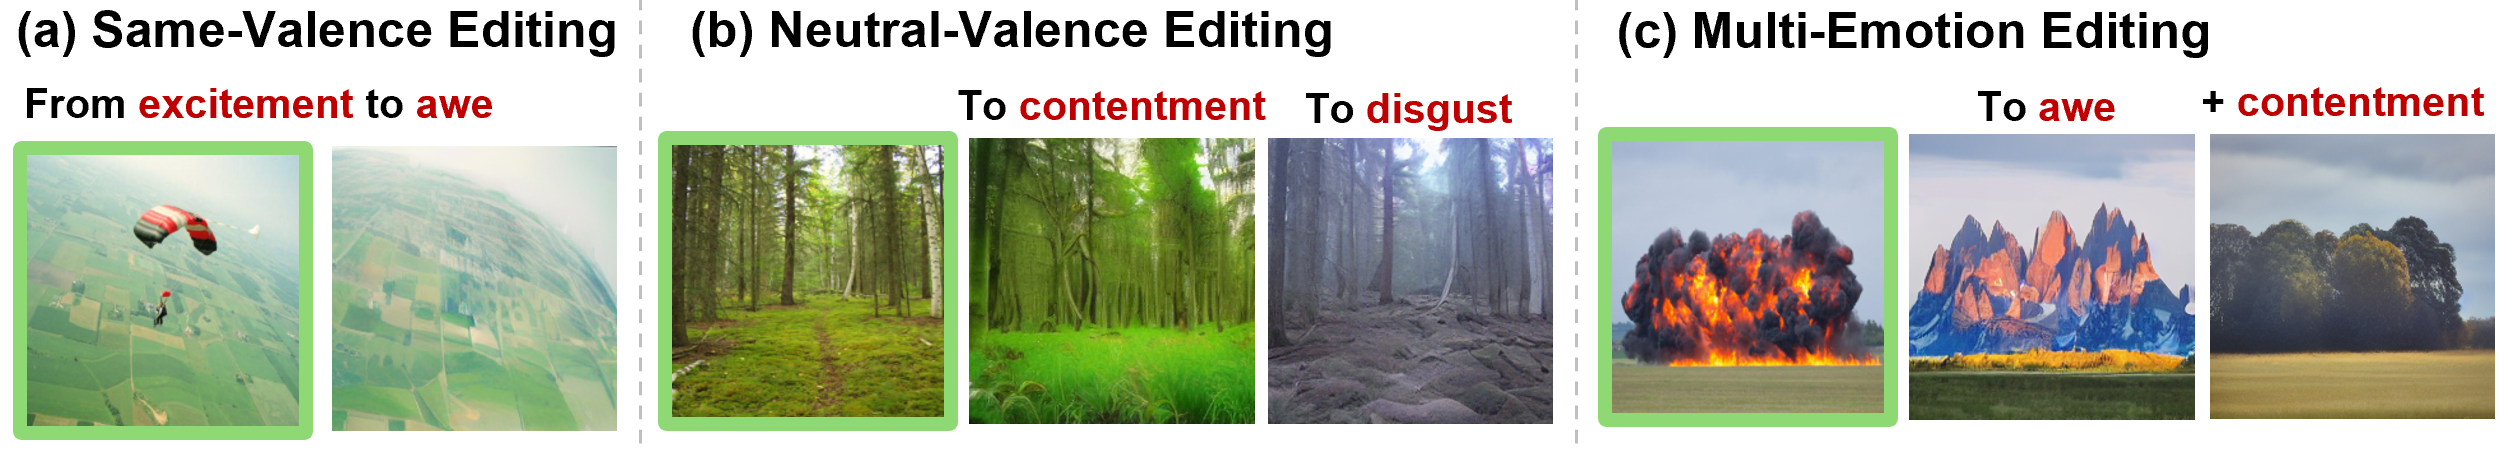 (a) Same-Valence Editing
From excitement to awe
(b) Neutral-Valence Editing
To contentment
To disgust
(c) Multi-Emotion Editing
To awe
+ contentment